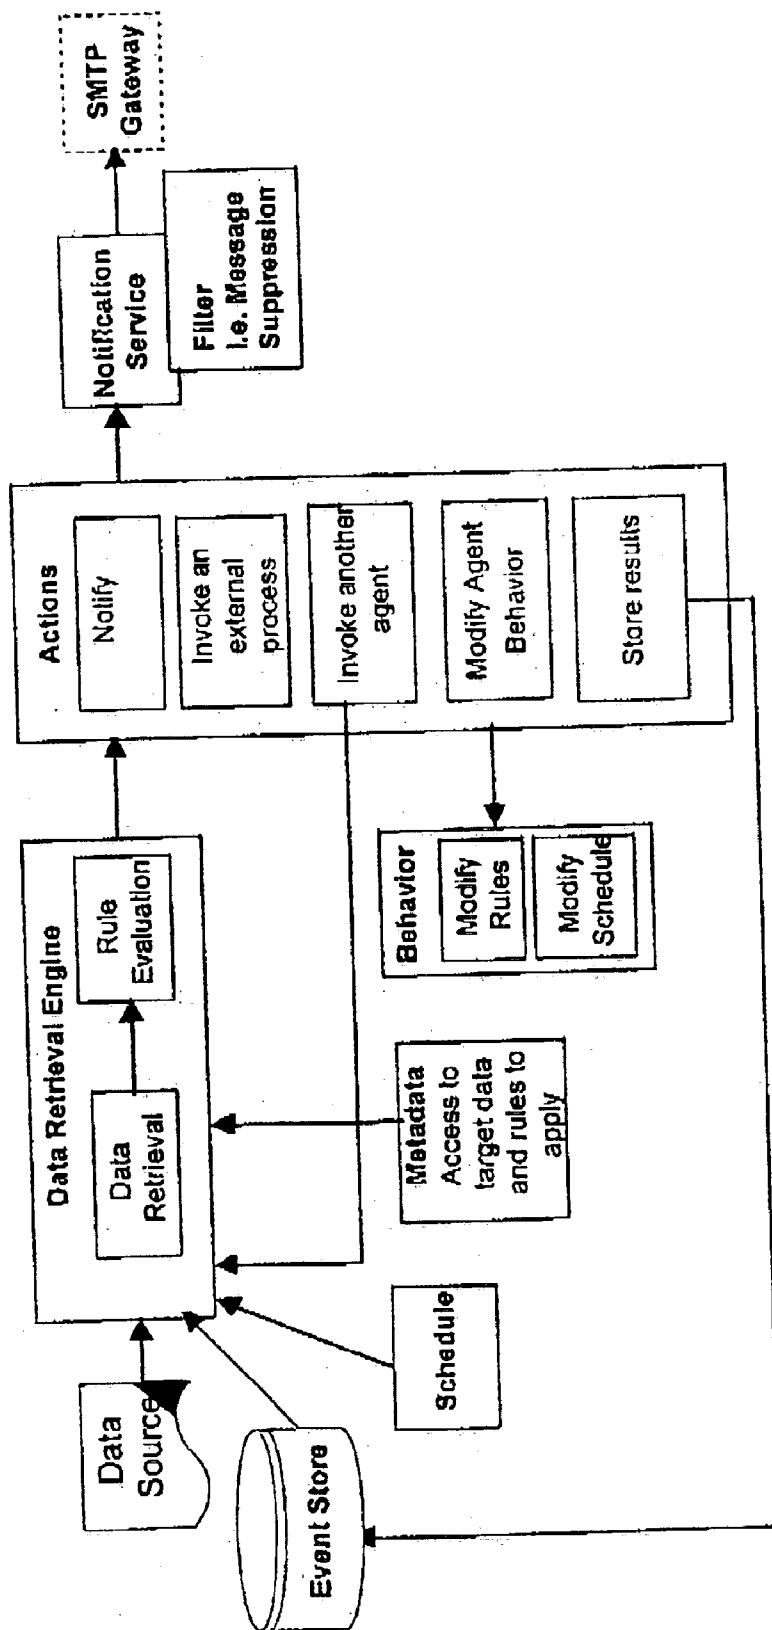 Data
Source
Event Store
Schedule
Data Retrieval Engine
Data
Retrieval
Rule
Evaluation
Metadata
Access to
target data
and rules to
apply
Behavior
Modify
Rules
Modify
Schedule
Actions
Notify
Invoke an
external
process
Invoke another
agent
Modify Agent
Behavior
Store results
Notification
Service
Filter
I.e. Message
Suppression
SMTP
Gateway